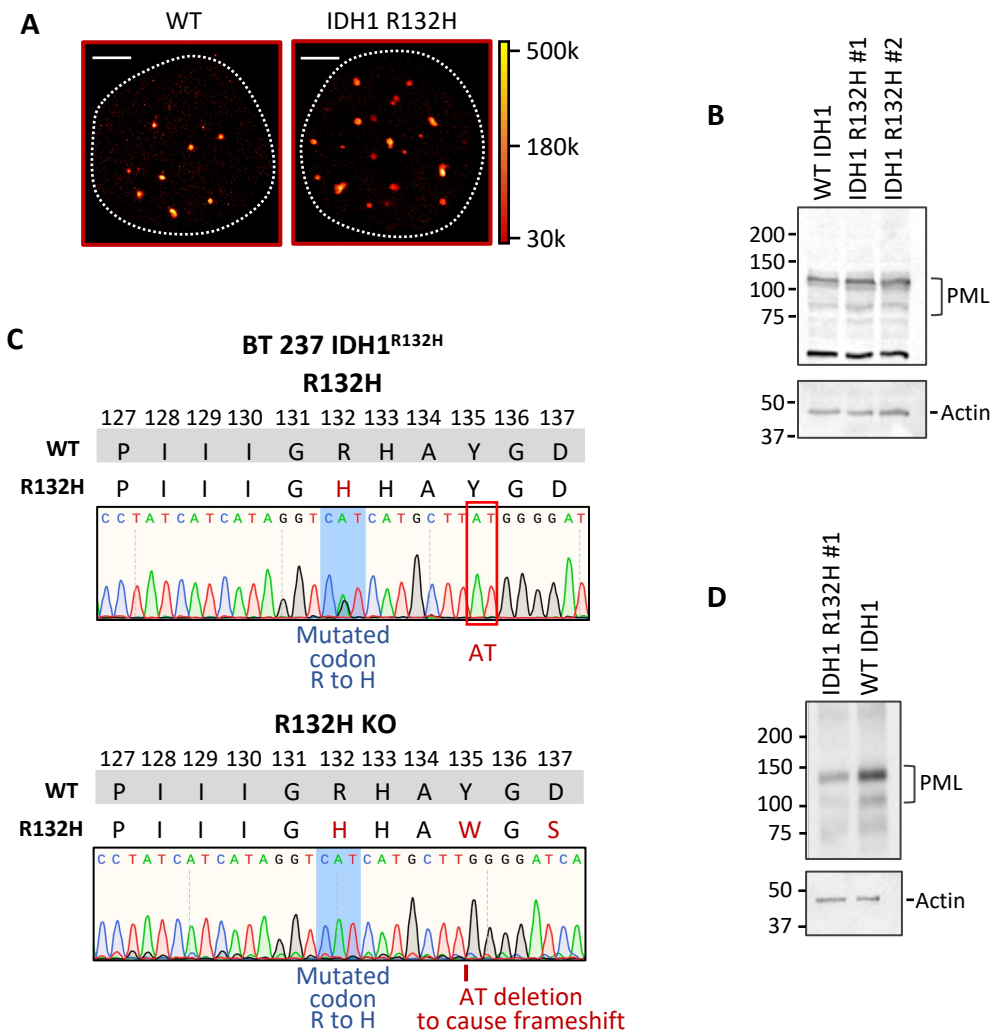 A
WT
IDH1 R132H
500k
180k
30k
B
WT IDH1
IDH1 R132H #1
IDH1 R132H #2
200
150
100
75
PML
50
37
Actin
C
BT 237 IDH1R132H
R132H
127 128 129 130 131 132 133 134 135 136 137
WT P I I I G R H A Y G D
R132H P I I I G H H A Y G D
C C T A T C A T C A T A G G T C A T C A T G C T T A T G G G G A T
Mutated
codon
R to H
AT
R132H KO
127 128 129 130 131 132 133 134 135 136 137
WT P I I I G R H A Y G D
R132H P I I I G H H A W G S
C C T A T C A T C A T A G G T C A T C A T G C T T G G G G A T C A
Mutated
codon
R to H
AT deletion
to cause frameshift
D
IDH1 R132H #1
WT IDH1
200
150
100
75
PML
50
37
Actin